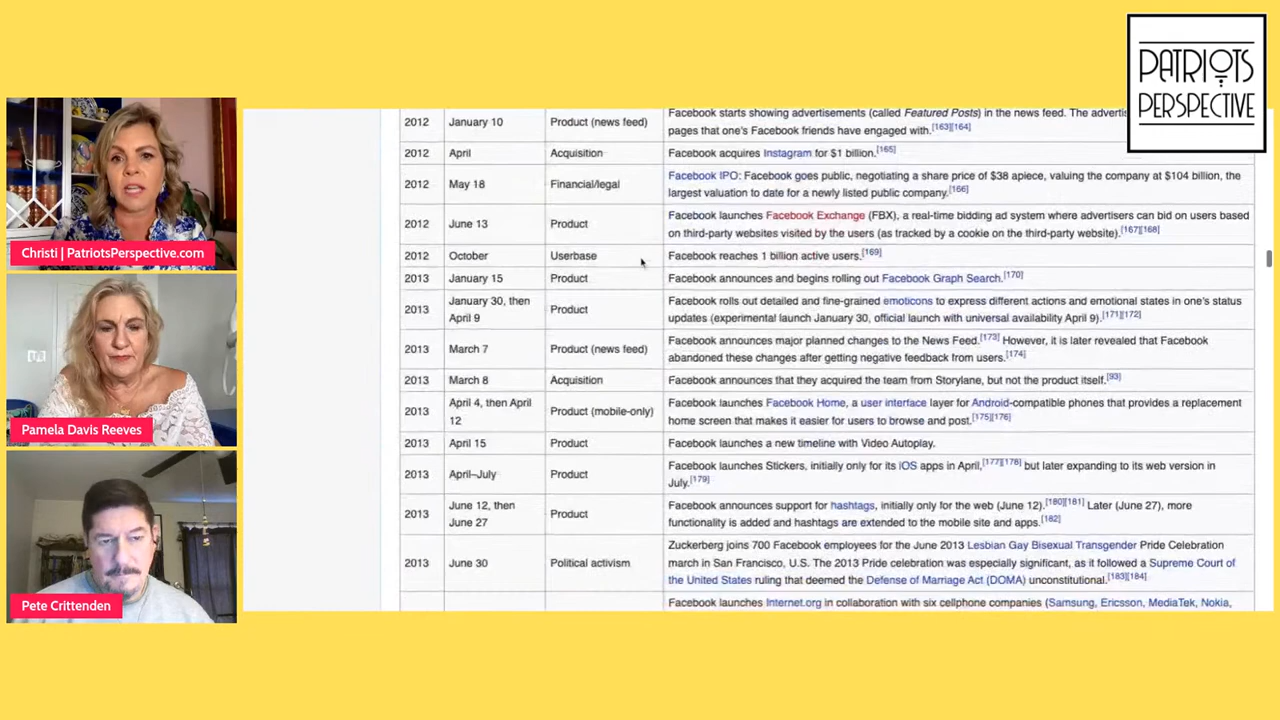 PATRIOTS
PERSPECTIVE
Christi | PatriotsPerspective.com
Pamela Davis Reeves
Pete Crittenden
2012 January 10 Product (news feed) Facebook starts showing advertisements (called Featured Posts) in the news feed. The
pages that one's Facebook friends have engaged with.[163][164]
2012 April Acquisition Facebook acquires Instagram for $1 billion.[165]
2012 May 18 Financial/legal Facebook IPO: Facebook goes public, negotiating a share price of $38 apiece, valuing the company at $104 billion, the
largest valuation to date for a newly listed public company.[166]
2012 June 13 Product Facebook launches Facebook Exchange (FBX), a real-time bidding ad system where advertisers can bid on users based
on third-party websites visited by the users (as tracked by a cookie on the third-party website).[167][168]
2012 October Userbase Facebook reaches 1 billion active users.[169]
2013 January 15 Product Facebook announces and begins rolling out Facebook Graph Search.[170]
2013 January 30, then
April 9 Product Facebook rolls out detailed and fine-grained emoticons to express different actions and emotional states in one's status
updates (experimental launch January 30, official launch with universal availability April 9).[171][172]
2013 March 7 Product (news feed) Facebook announces major planned changes to the News Feed.[173] However, it is later revealed that Facebook
abandoned these changes after getting negative feedback from users.[174]
2013 March 8 Acquisition Facebook announces that they acquired the team from Storylane, but not the product itself.[93]
2013 April 4, then April
12 Product (mobile-only) Facebook launches Facebook Home, a user interface layer for Android-compatible phones that provides a replacement
home screen that makes it easier for users to browse and post.[175][176]
2013 April 15 Product Facebook launches a new timeline with Video Autoplay.
2013 April–July Product Facebook launches Stickers, initially only for its iOS apps in April,[177][178] but later expanding to its web version in
July.[179]
2013 June 12, then
June 27 Product Facebook announces support for hashtags, initially only for the web (June 12).[180][181] Later (June 27), more
functionality is added and hashtags are extended to the mobile site and apps.[182]
2013 June 30 Political activism Zuckerberg joins 700 Facebook employees for the June 2013 Lesbian Gay Bisexual Transgender Pride Celebration
march in San Francisco, U.S. The 2013 Pride celebration was especially significant, as it followed a Supreme Court of
the United States ruling that deemed the Defense of Marriage Act (DOMA) unconstitutional.[183][184]
Facebook launches Internet.org in collaboration with six cellphone companies (Samsung, Ericsson, MediaTek, Nokia,